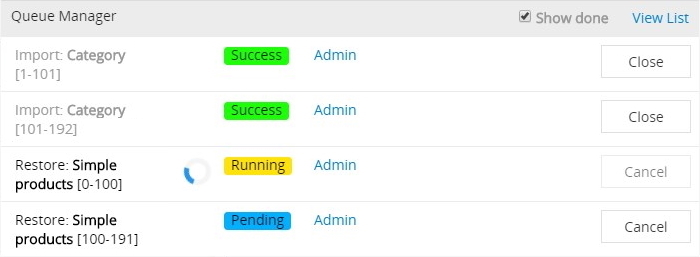 Queue Manager Show done View List
Import: Category Success Admin Close
[1-101]
Import: Category Success Admin Close
[101-192]
Restore: Simple Running Admin Cancel
products [0-100]
Restore: Simple Pending Admin Cancel
products [100-191]